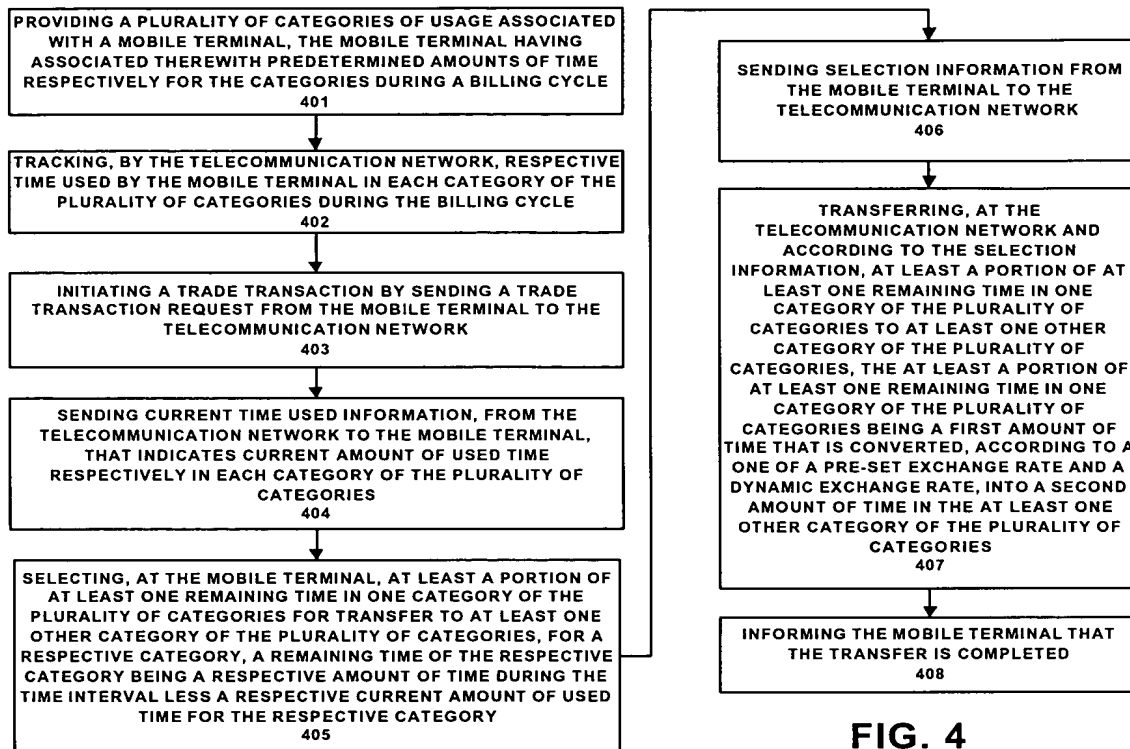 PROVIDING A PLURALITY OF CATEGORIES OF USAGE ASSOCIATED
WITH A MOBILE TERMINAL, THE MOBILE TERMINAL HAVING
ASSOCIATED THEREWITH PREDETERMINED AMOUNTS OF TIME
RESPECTIVELY FOR THE CATEGORIES DURING A BILLING CYCLE
401
TRACKING, BY THE TELECOMMUNICATION NETWORK, RESPECTIVE
TIME USED BY THE MOBILE TERMINAL IN EACH CATEGORY OF THE
PLURALITY OF CATEGORIES DURING THE BILLING CYCLE
402
INITIATING A TRADE TRANSACTION BY SENDING A TRADE
TRANSACTION REQUEST FROM THE MOBILE TERMINAL TO THE
TELECOMMUNICATION NETWORK
403
SENDING CURRENT TIME USED INFORMATION, FROM THE
TELECOMMUNICATION NETWORK TO THE MOBILE TERMINAL,
THAT INDICATES CURRENT AMOUNT OF USED TIME
RESPECTIVELY IN EACH CATEGORY OF THE PLURALITY OF
CATEGORIES
404
SELECTING, AT THE MOBILE TERMINAL, AT LEAST A PORTION OF
AT LEAST ONE REMAINING TIME IN ONE CATEGORY OF THE
PLURALITY OF CATEGORIES FOR TRANSFER TO AT LEAST ONE
OTHER CATEGORY OF THE PLURALITY OF CATEGORIES, FOR A
RESPECTIVE CATEGORY, A REMAINING TIME OF THE RESPECTIVE
CATEGORY BEING A RESPECTIVE AMOUNT OF TIME DURING THE
TIME INTERVAL LESS A RESPECTIVE CURRENT AMOUNT OF USED
TIME FOR THE RESPECTIVE CATEGORY
405
SENDING SELECTION INFORMATION FROM
THE MOBILE TERMINAL TO THE
TELECOMMUNICATION NETWORK
406
TRANSFERRING, AT THE
TELECOMMUNICATION NETWORK AND
ACCORDING TO THE SELECTION
INFORMATION, AT LEAST A PORTION OF AT
LEAST ONE REMAINING TIME IN ONE
CATEGORY OF THE PLURALITY OF
CATEGORIES TO AT LEAST ONE OTHER
CATEGORY OF THE PLURALITY OF
CATEGORIES, THE AT LEAST A PORTION OF
AT LEAST ONE REMAINING TIME IN ONE
CATEGORY OF THE PLURALITY OF
CATEGORIES BEING A FIRST AMOUNT OF
TIME THAT IS CONVERTED, ACCORDING TO A
ONE OF A PRE-SET EXCHANGE RATE AND A
DYNAMIC EXCHANGE RATE, INTO A SECOND
AMOUNT OF TIME IN THE AT LEAST ONE
OTHER CATEGORY OF THE PLURALITY OF
CATEGORIES
407
INFORMING THE MOBILE TERMINAL THAT
THE TRANSFER IS COMPLETED
408
FIG. 4